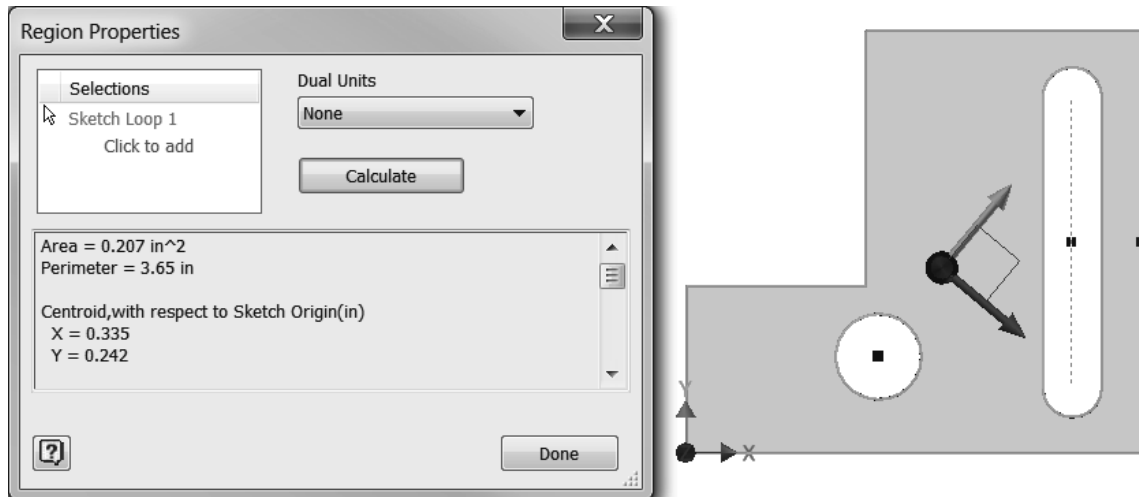 Region Properties
X
Selections
Sketch Loop 1
Click to add
Dual Units
None
Calculate
Area = 0.207 in^2
Perimeter = 3.65 in
Centroid,with respect to Sketch Origin(in)
X = 0.335
Y = 0.242
?
Done
Y
X